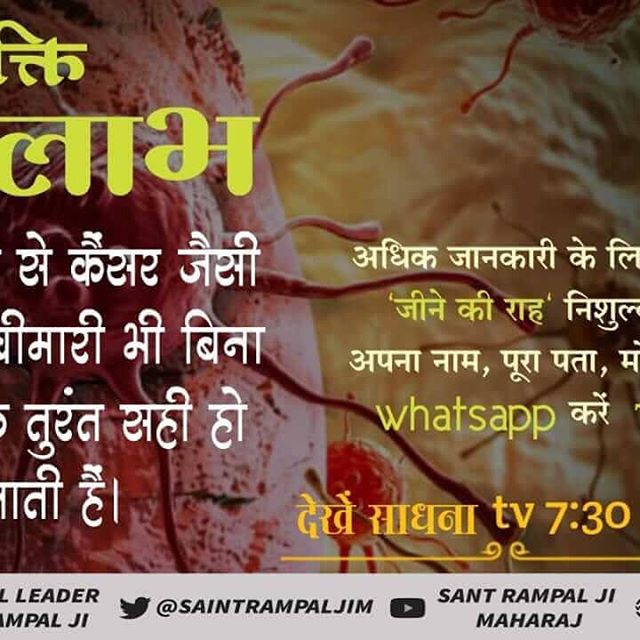 लाभ
से कैंसर जैसी
बीमारी भी बिना
तुरंत सही हो
हैं।
अधिक जानकारी के
'जीने की राह'
अपना नाम, पूरा पता,
whatsapp करें
देखें साधना tv 7:30
LEADER
RAMPAL JI
@SAINTRAMPALJIM
SANT RAMPAL JI
MAHARAJ